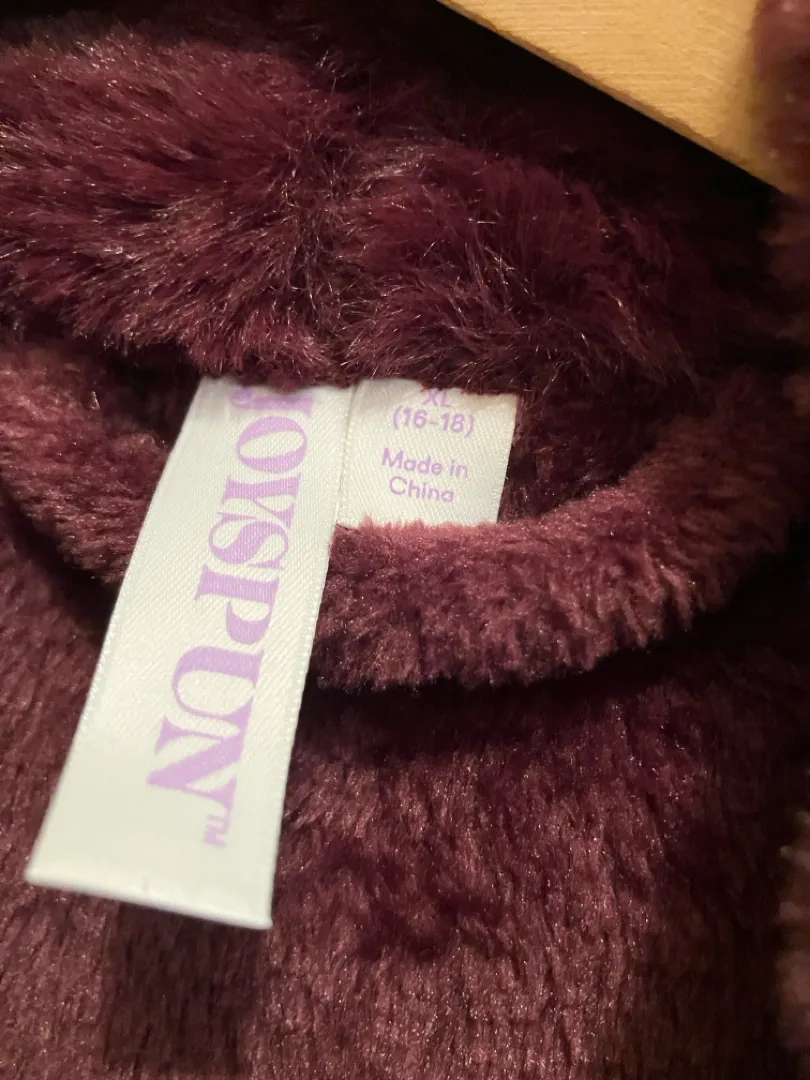 JOYSPUN™
XL
(16-18)
Made in
China